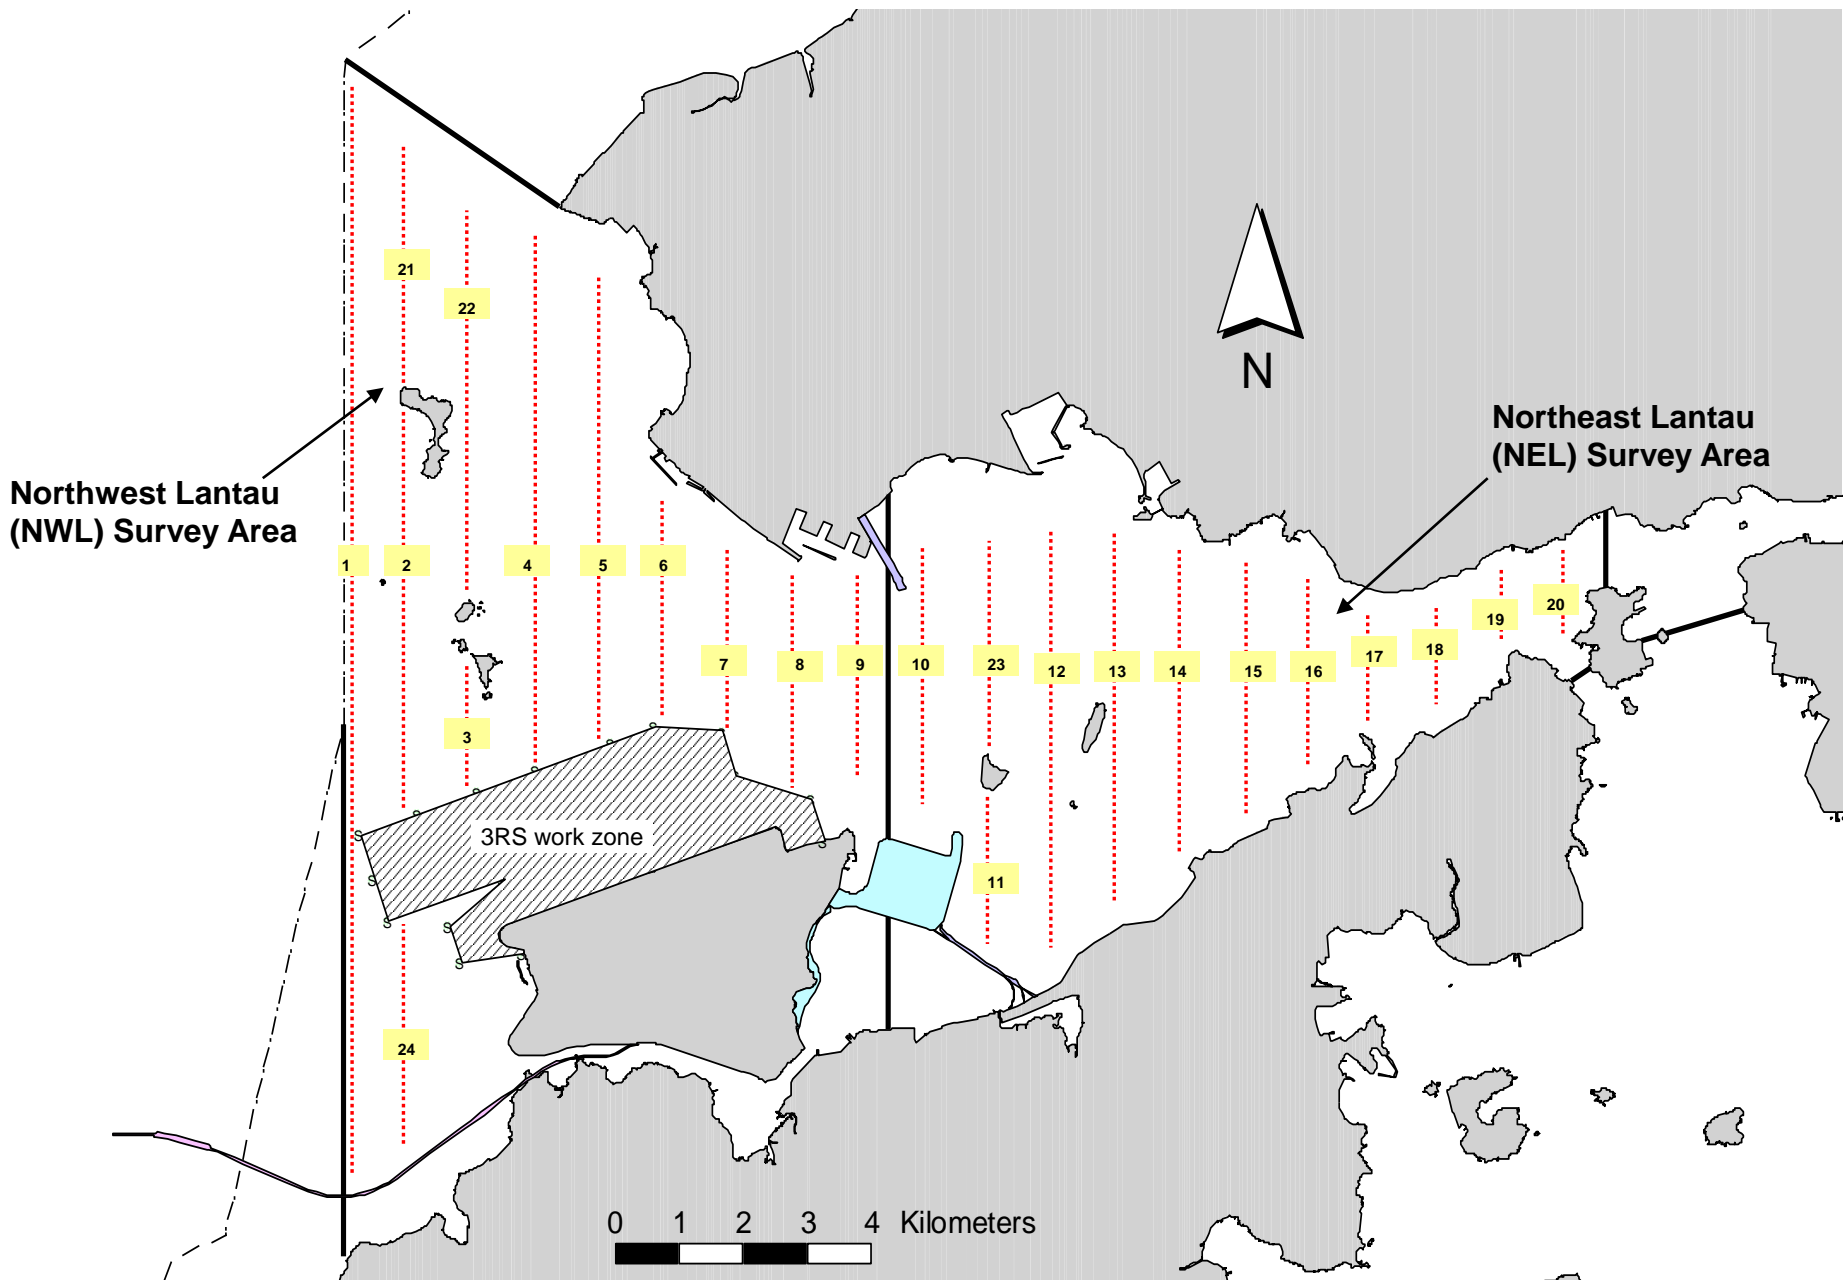 21
22
N
Northeast Lantau
(NEL) Survey Area
Northwest Lantau
(NWL) Survey Area
1
2
4
5
6
7
8
9
10
23
12
13
14
15
16
17
18
19
20
3
3RS work zone
11
24
S
S
S
S
S
S
S
S
S
S
S
S
S
0 1 2 3 4 Kilometers